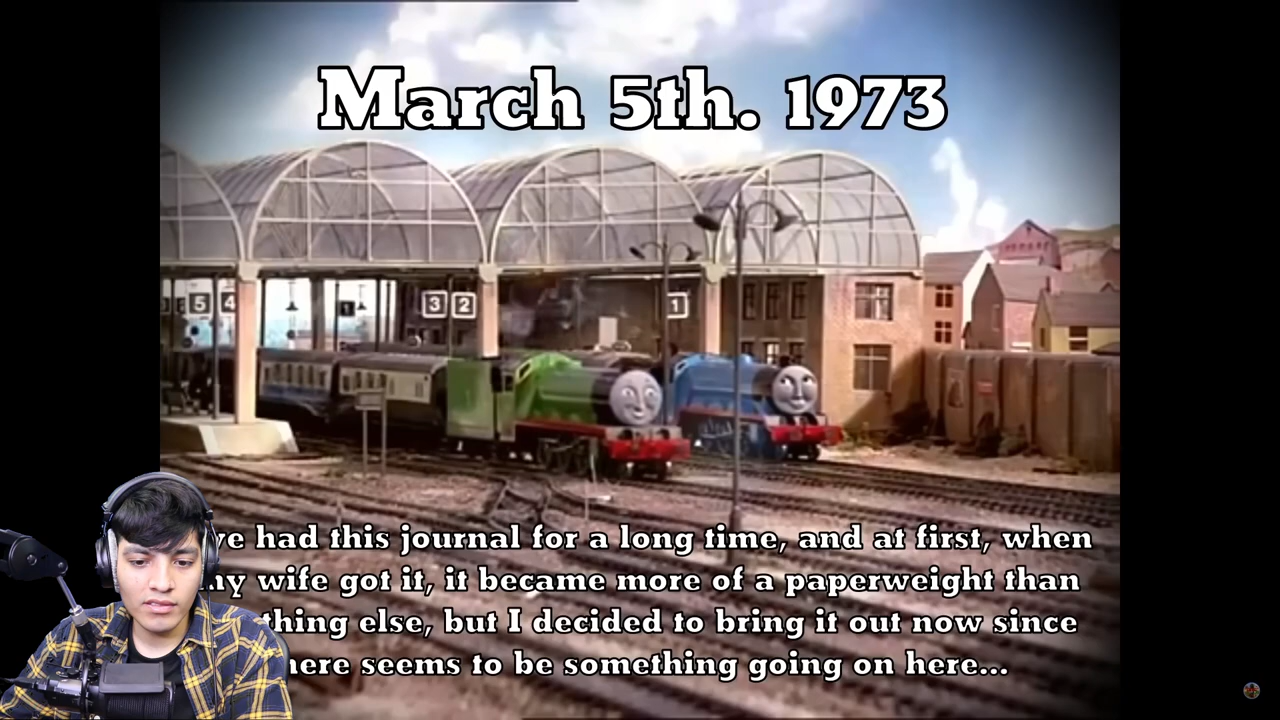 March 5th. 1973
5 4
1
3 2
1
've had this journal for a long time, and at first, when
my wife got it, it became more of a paperweight than
thing else, but I decided to bring it out now since
here seems to be something going on here...